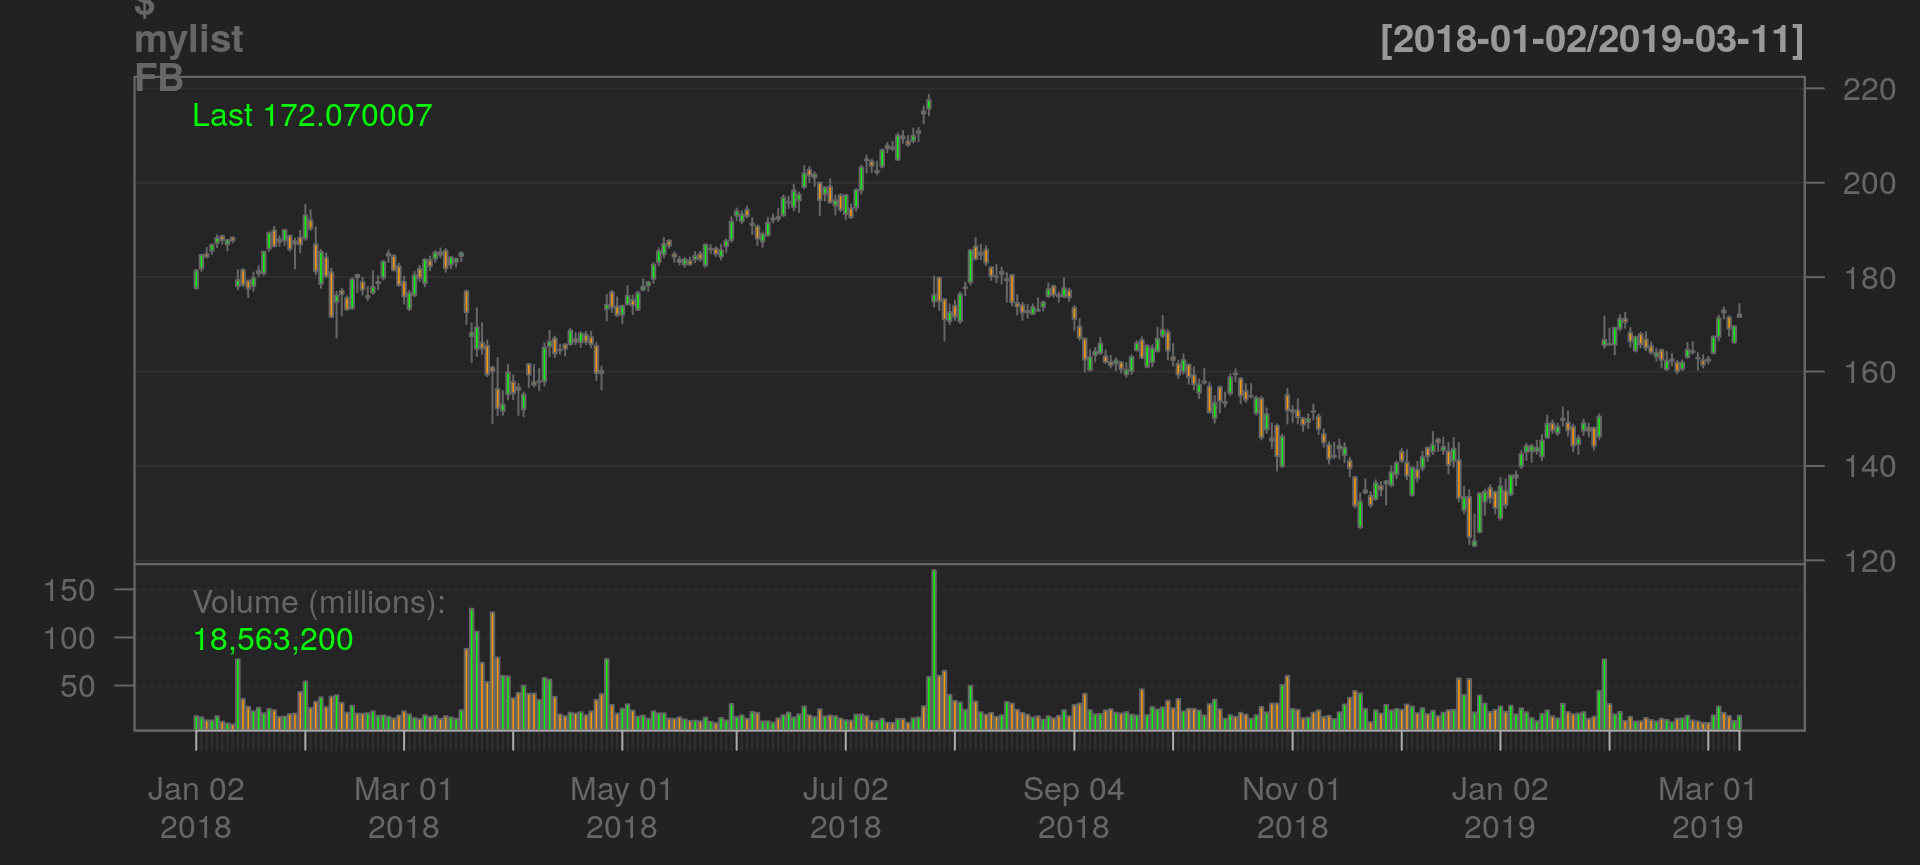 $
mylist
FB
[2018-01-02/2019-03-11]
Last 172.070007
220
200
180
160
140
120
Volume (millions):
18,563,200
150
100
50
Jan 02
2018
Mar 01
2018
May 01
2018
Jul 02
2018
Sep 04
2018
Nov 01
2018
Jan 02
2019
Mar 01
2019